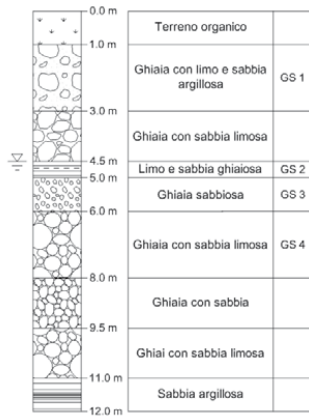 0.0 m
Terreno organico
1.0 m
Ghiaia con limo e sabbia
argillosa
GS 1
3.0 m
Ghiaia con sabbia limosa
4.5 m
Limo e sabbia ghiaiosa
GS 2
5.0 m
Ghiaia sabbiosa
GS 3
6.0 m
Ghiaia con sabbia limosa
GS 4
8.0 m
Ghiaia con sabbia
9.5 m
Ghiai con sabbia limosa
11.0 m
Sabbia argillosa
12.0 m